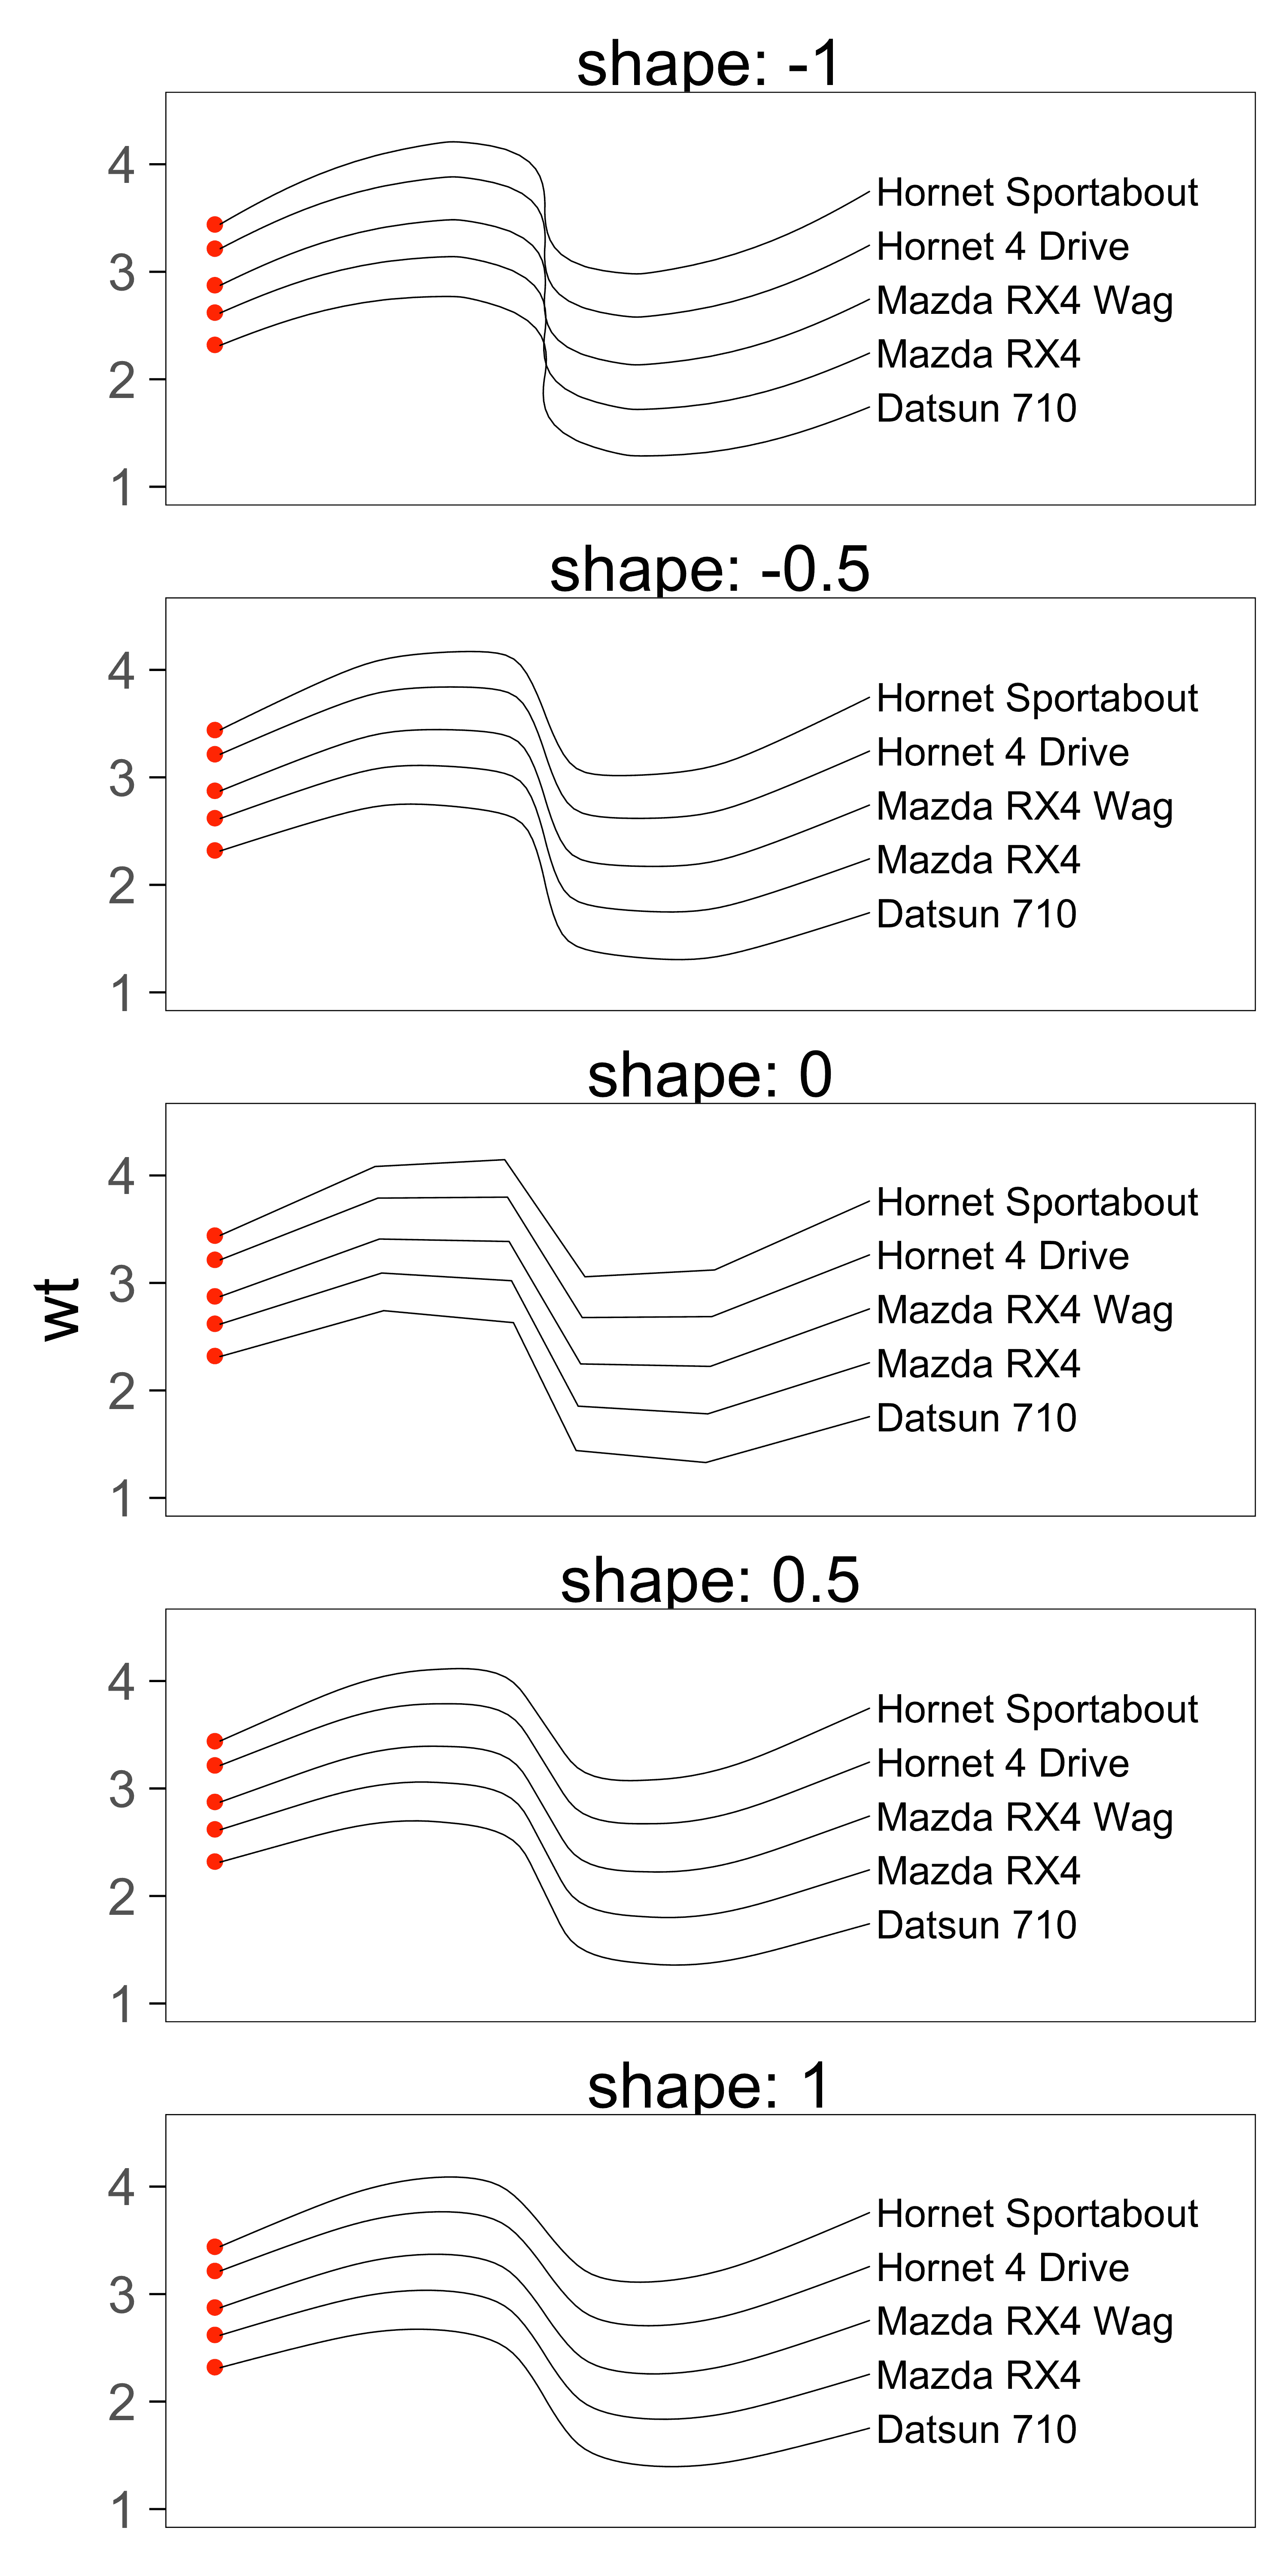 shape: -1
4
3
2
1
Hornet Sportabout
Hornet 4 Drive
Mazda RX4 Wag
Mazda RX4
Datsun 710
shape: -0.5
4
3
2
1
Hornet Sportabout
Hornet 4 Drive
Mazda RX4 Wag
Mazda RX4
Datsun 710
shape: 0
wt
4
3
2
1
Hornet Sportabout
Hornet 4 Drive
Mazda RX4 Wag
Mazda RX4
Datsun 710
shape: 0.5
4
3
2
1
Hornet Sportabout
Hornet 4 Drive
Mazda RX4 Wag
Mazda RX4
Datsun 710
shape: 1
4
3
2
1
Hornet Sportabout
Hornet 4 Drive
Mazda RX4 Wag
Mazda RX4
Datsun 710